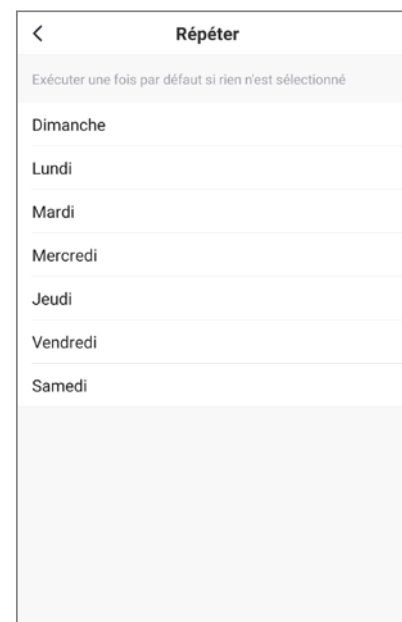 Répéter
Exécuter une fois par défaut si rien n'est sélectionné
Dimanche
Lundi
Mardi
Mercredi
Jeudi
Vendredi
Samedi